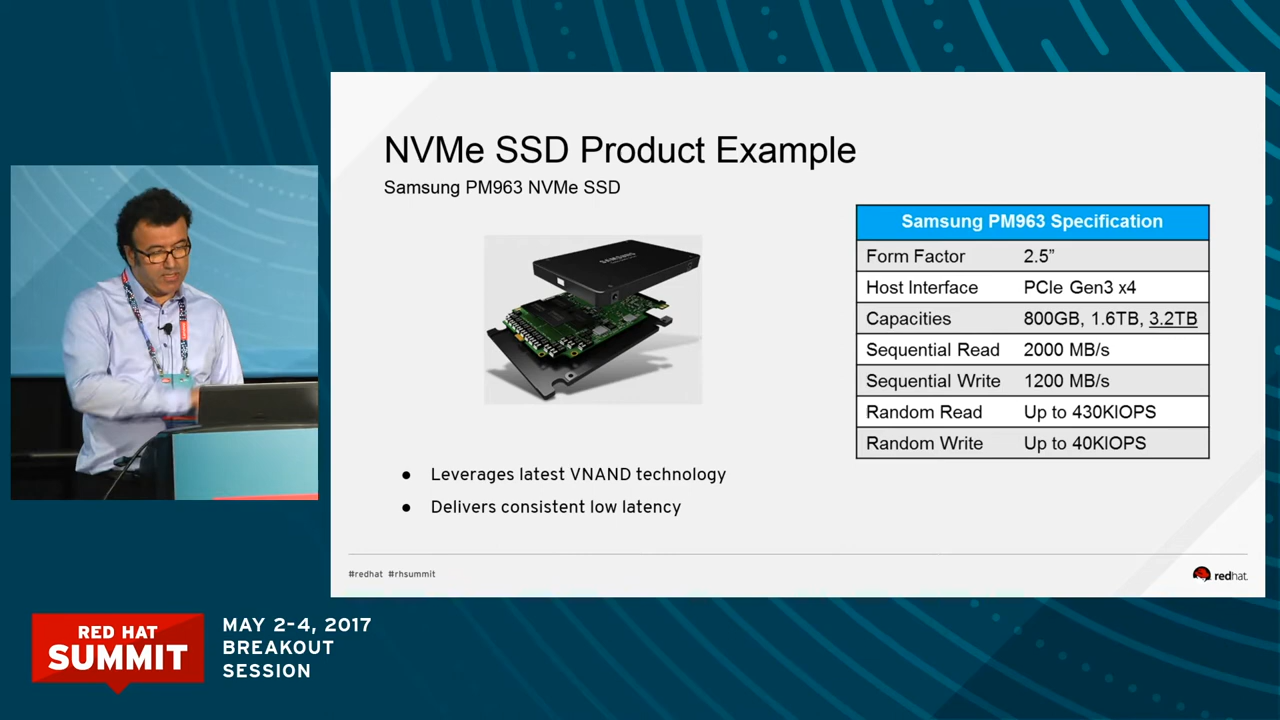 NVMe SSD Product Example
Samsung PM963 NVMe SSD
SAMSUNG
Samsung PM963 Specification
Form Factor 2.5”
Host Interface PCIe Gen3 x4
Capacities 800GB, 1.6TB, 3.2TB
Sequential Read 2000 MB/s
Sequential Write 1200 MB/s
Random Read Up to 430KIOPS
Random Write Up to 40KIOPS
● Leverages latest VNAND technology
● Delivers consistent low latency
#redhat #rhsummit
redhat.
RED HAT
SUMMIT
MAY 2-4, 2017
BREAKOUT
SESSION